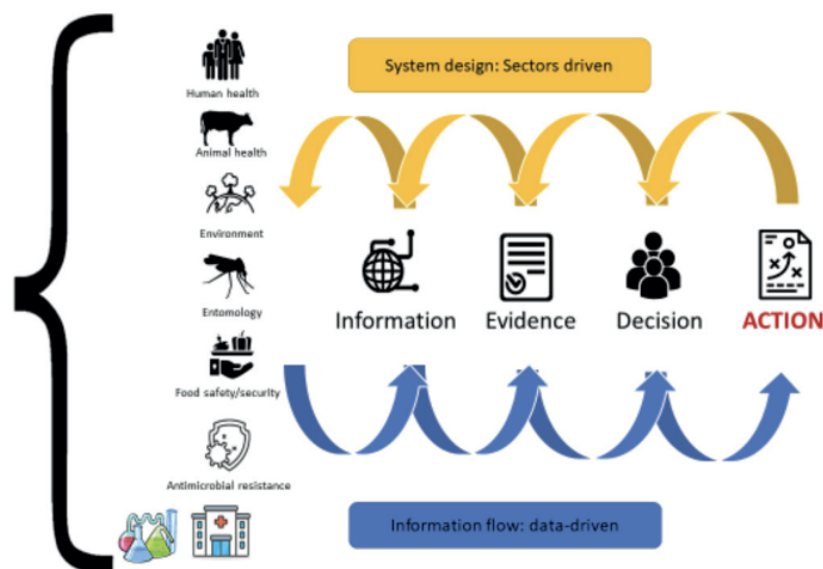 System design: Sectors driven
Human health
Animal health
Environment
Entomology
Food safety/security
Antimicrobial resistance
Information
Evidence
Decision
ACTION
Information flow: data-driven